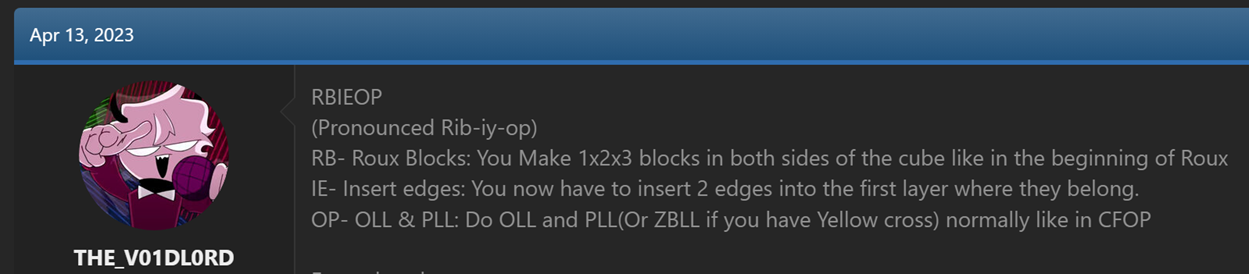 Apr 13, 2023
RBIEOP
(Pronounced Rib-iy-op)
RB- Roux Blocks: You Make 1x2x3 blocks in both sides of the cube like in the beginning of Roux
IE- Insert edges: You now have to insert 2 edges into the first layer where they belong.
OP- OLL & PLL: Do OLL and PLL(Or ZBLL if you have Yellow cross) normally like in CFOP
THE_V01DL0RD